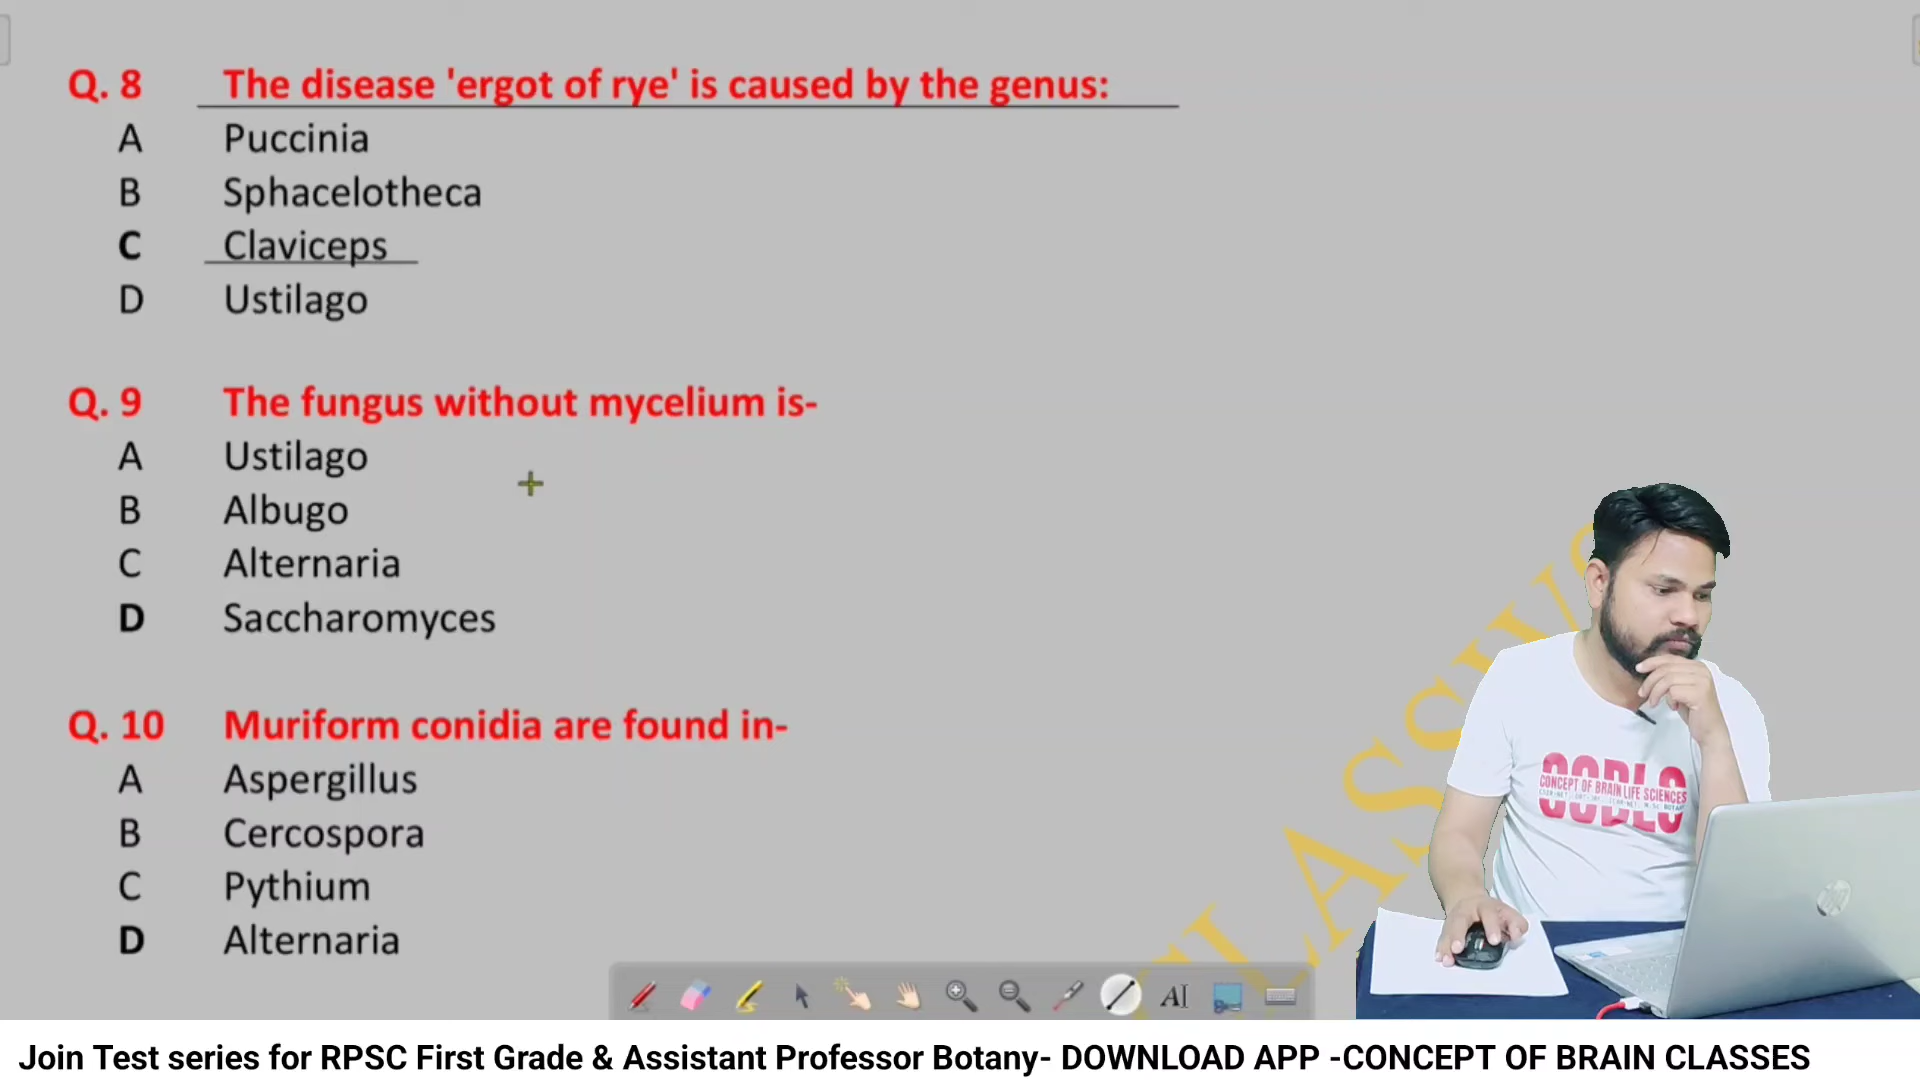 Q. 8 The disease 'ergot of rye' is caused by the genus:
A Puccinia
B Sphacelotheca
C Claviceps
D Ustilago
Q. 9 The fungus without mycelium is-
A Ustilago
B Albugo
C Alternaria
D Saccharomyces
Q. 10 Muriform conidia are found in-
A Aspergillus
B Cercospora
C Pythium
D Alternaria
CONCEPT OF BRAIN LIFE SCIENCES
AI
hp
Join Test series for RPSC First Grade & Assistant Professor Botany- DOWNLOAD APP -CONCEPT OF BRAIN CLASSES